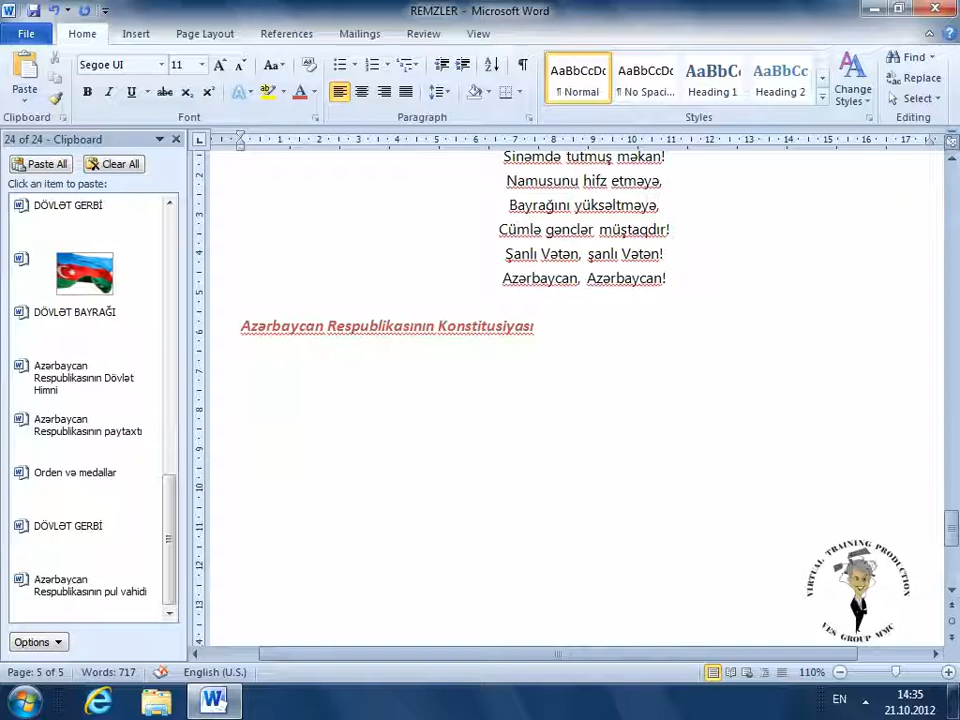 REMZLER - Microsoft Word
File Home Insert Page Layout References Mailings Review View
Paste
Clipboard
Segoe UI 11
Font
Paragraph
AaBbCcDc AaBbCcDc AaBbCc AaBbCc
¶ Normal ¶ No Spaci... Heading 1 Heading 2
Change Styles
Styles
Find
Replace
Select
Editing
24 of 24 - Clipboard
Paste All Clear All
Click an item to paste:
DÖVLƏT GERBİ
DÖVLƏT BAYRAĞI
Azərbaycan
Respublikasının Dövlət
Himni
Azərbaycan
Respublikasının paytaxtı
Orden və medallar
DÖVLƏT GERBİ
Azərbaycan
Respublikasının pul vahidi
Options
Sinəmdə tutmuş məkan!
Namusunu hifz etməyə,
Bayrağını yüksəltməyə,
Cümlə gənclər müştaqdır!
Şanlı Vətən, şanlı Vətən!
Azərbaycan, Azərbaycan!
Azərbaycan Respublikasının Konstitusiyası
VIRTUAL TRAINING PRODUCTION
YES GROUP MMC
Page: 5 of 5 Words: 717 English (U.S.) 110%
EN 14:35
21.10.2012